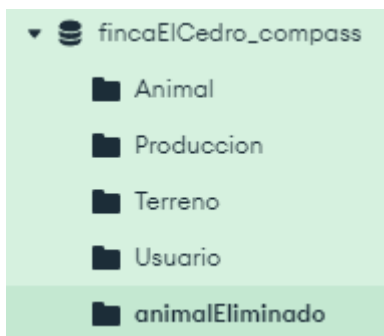 fincaElCedro_compass
Animal
Produccion
Terreno
Usuario
animalEliminado